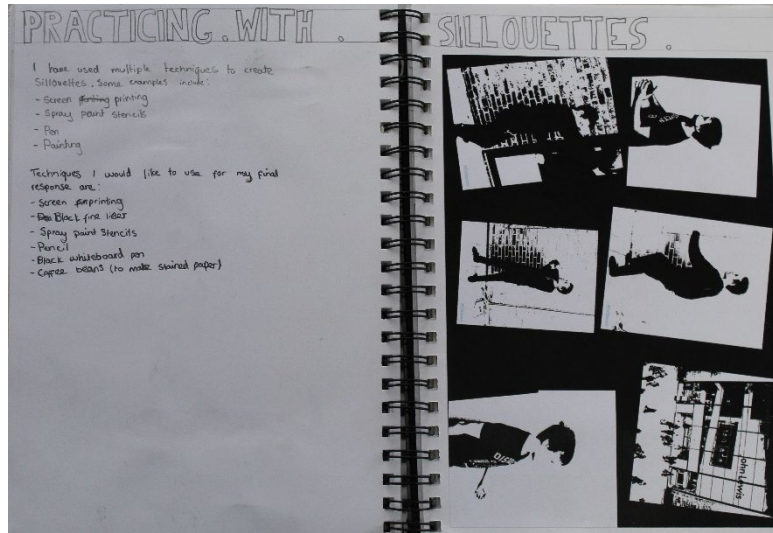 PRACTICING. WITH.
I have used multiple techniques to create
Sillouettes. Some examples include:
- Screen printing
- Spray paint stencils
- Pen
- Painting
Techniques I would like to use for my final
response are:
- Screen printing
- Black fine liner
- Spray paint Stencils
- Pencil
- Black whiteboard pen
- Coffee beans (to make stained paper)
SILLOUETTES.
John Lewis